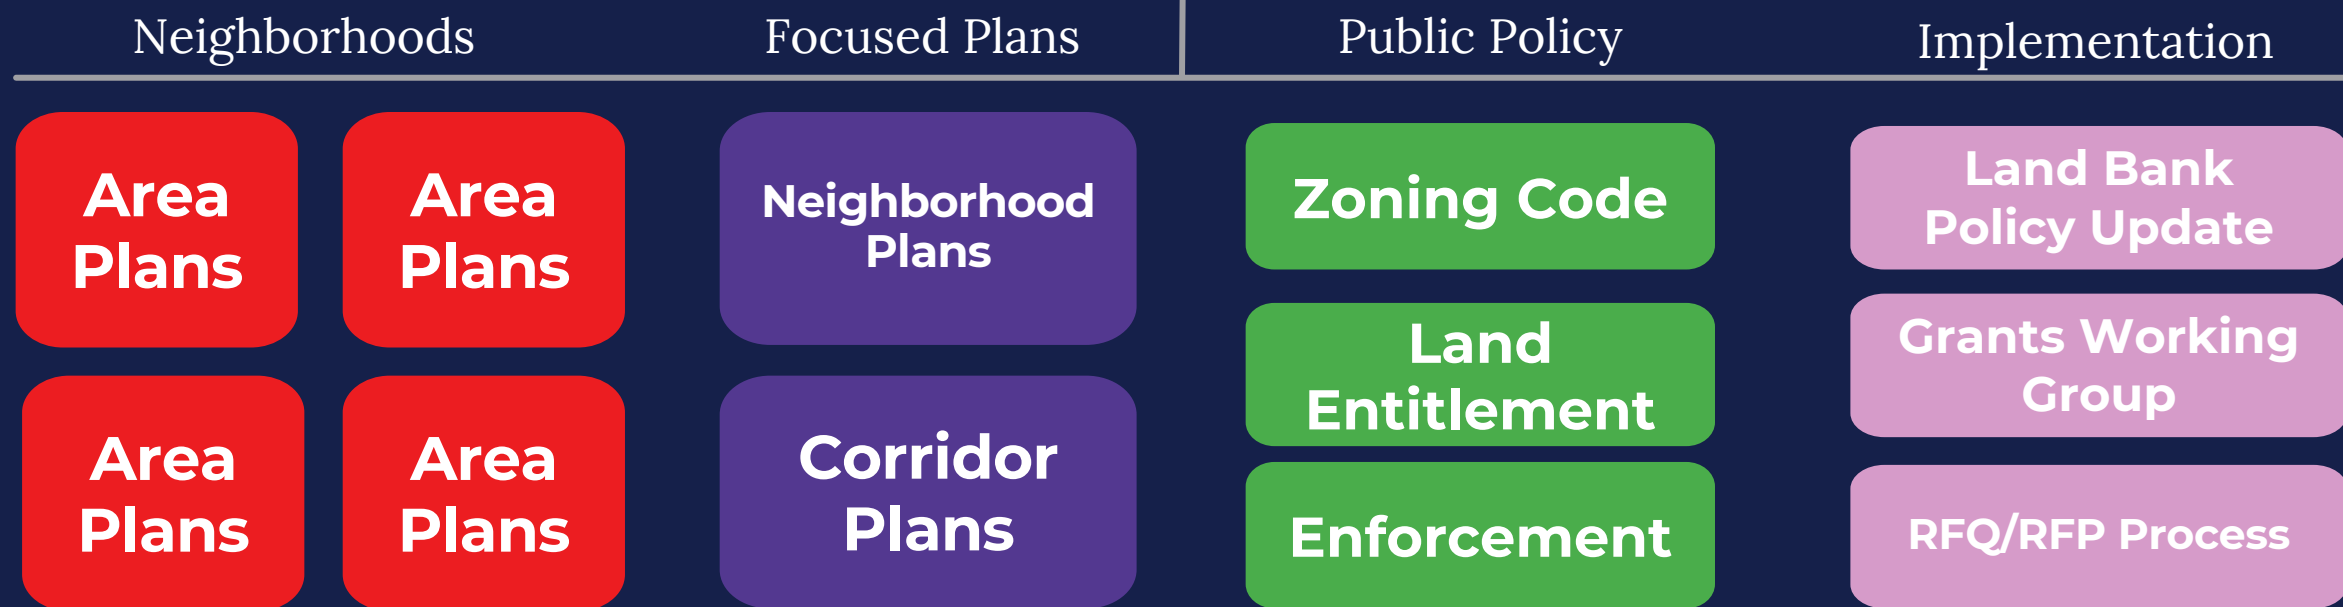 Neighborhoods
Focused Plans
Public Policy
Implementation
Area
Plans
Area
Plans
Area
Plans
Area
Plans
Neighborhood
Plans
Corridor
Plans
Zoning Code
Land
Entitlement
Enforcement
Land Bank
Policy Update
Grants Working
Group
RFQ/RFP Process